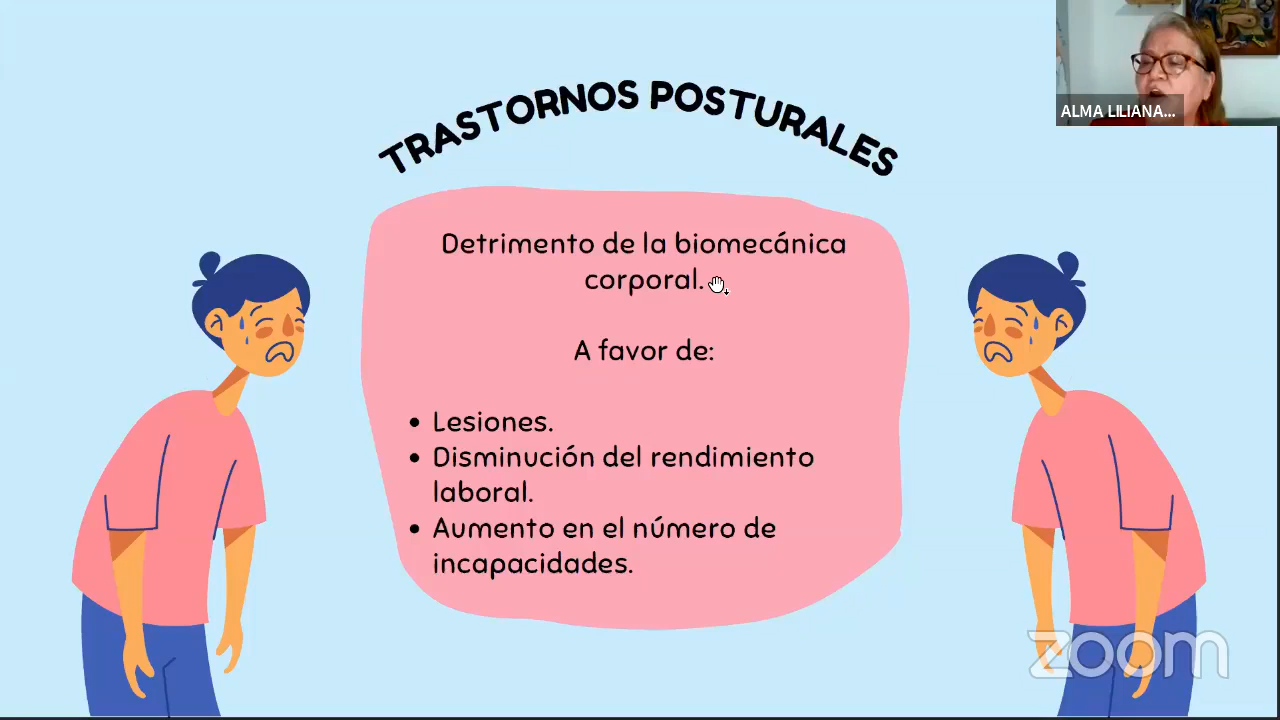 TRASTORNOS POSTURALES
ALMA LILIANA...
Detrimento de la biomecánica
corporal.
A favor de:
• Lesiones.
• Disminución del rendimiento
laboral.
• Aumento en el número de
incapacidades.
zoom